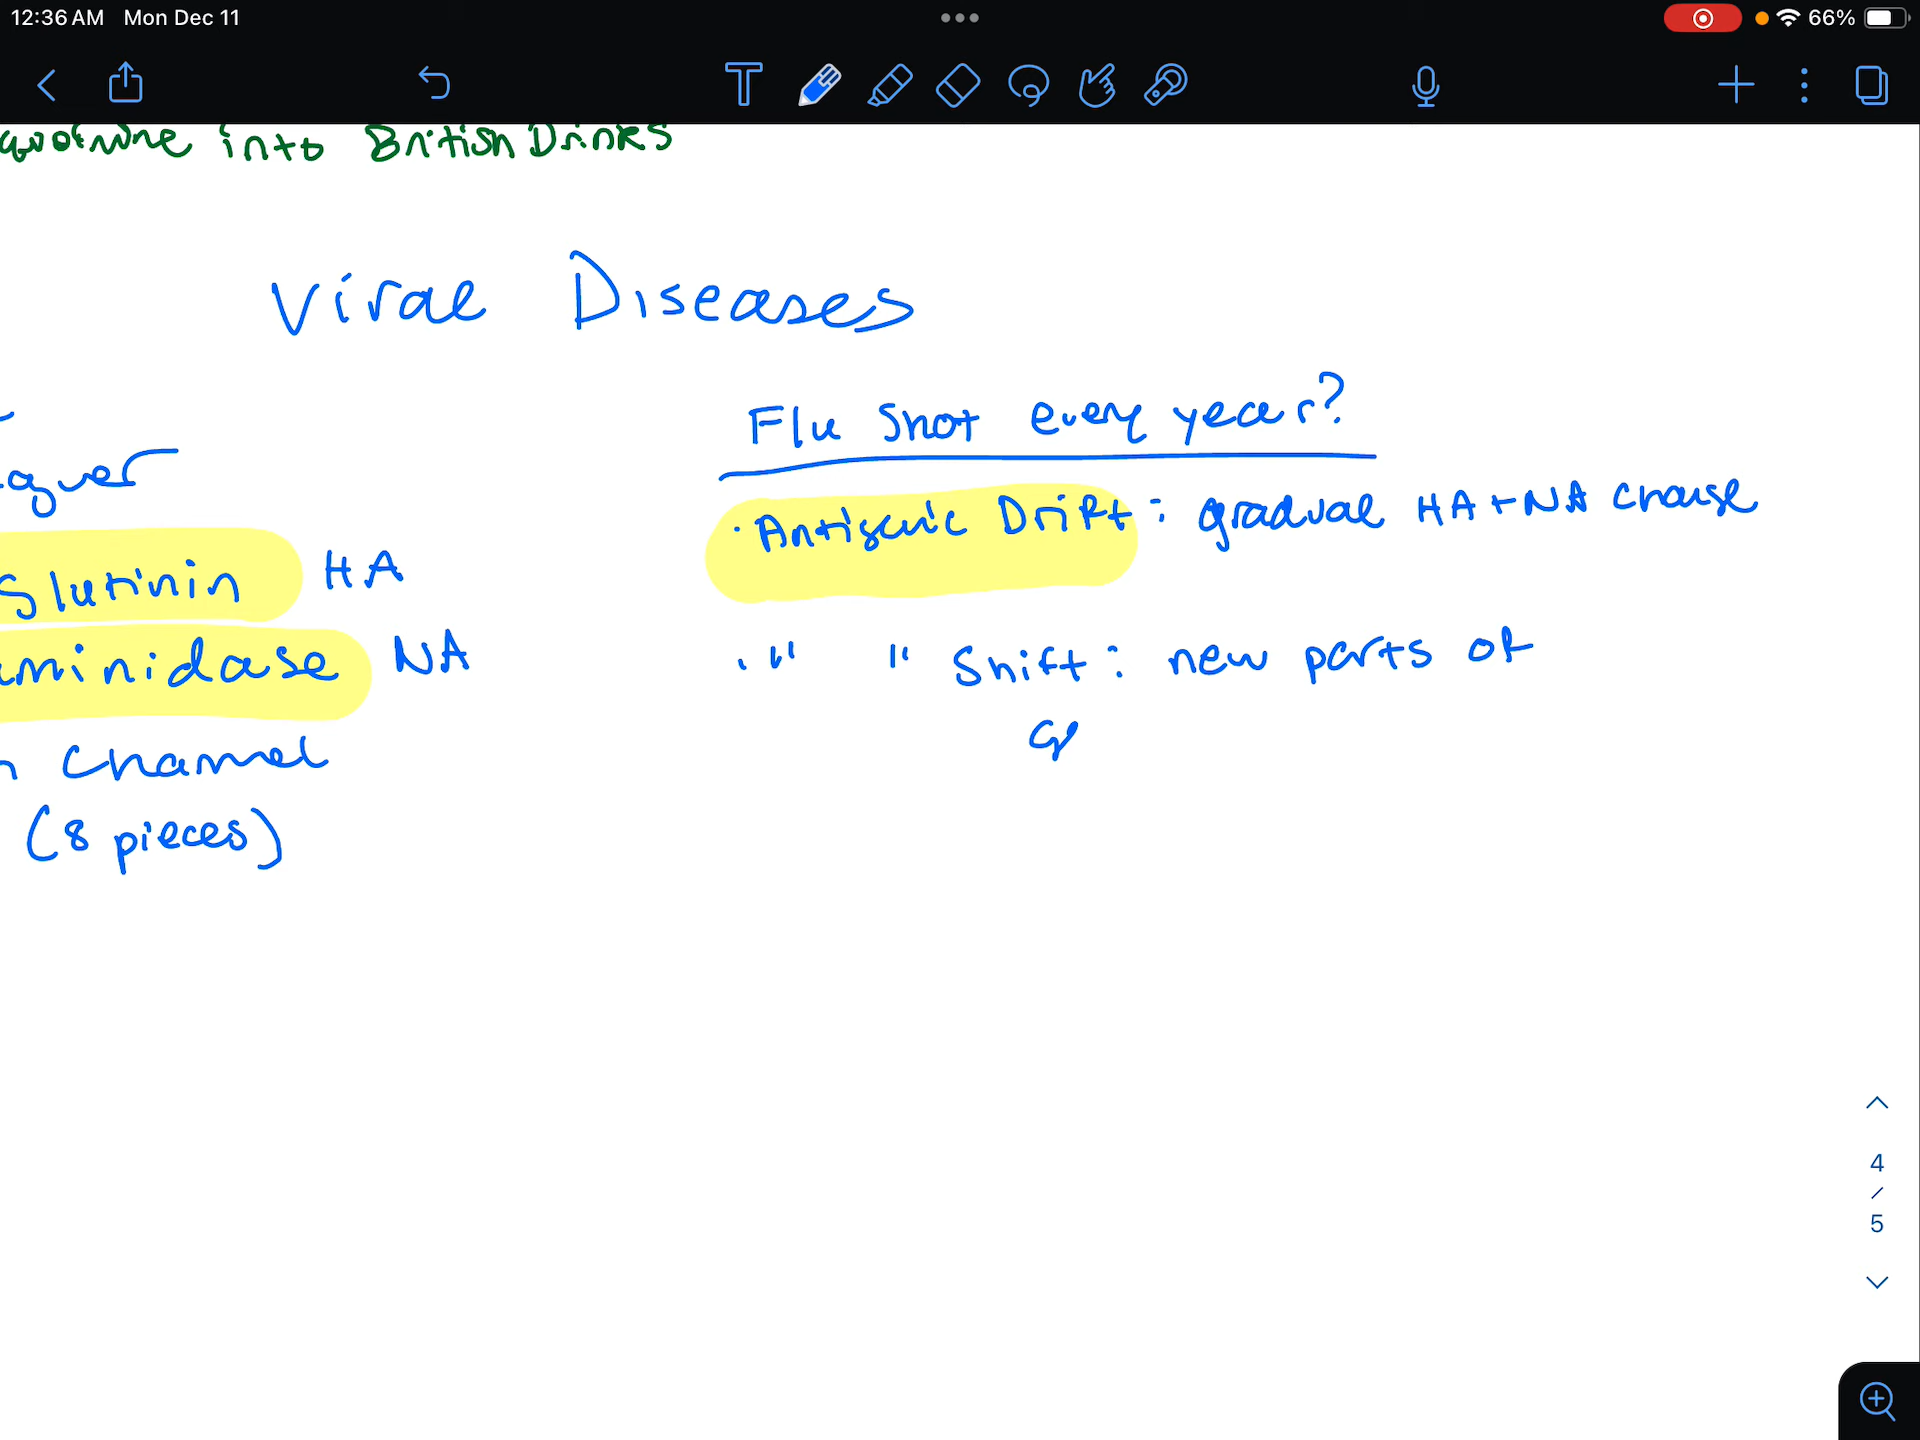 12:36 AM Mon Dec 11
66%
into British Drinks
Viral Diseases
Flu Shot every year?
· Antigenic Drift : gradual HA + NA change
glutinin HA
· " " Shift : new parts of
minidase NA
Channel
(8 pieces)
4
/
5